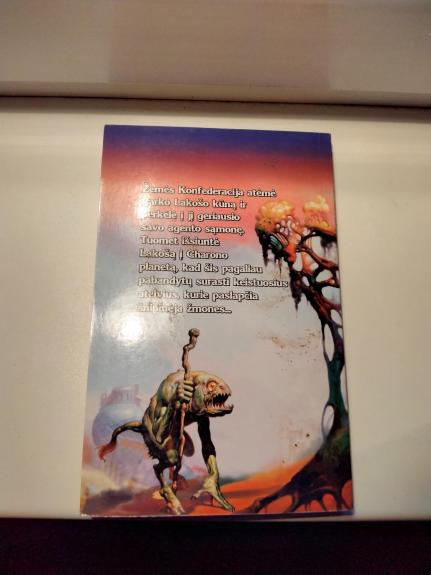 Žemės Konfederacija atėmė
Marko Lakošo kūną ir
perkėlė į jį geriausio
savo agento sąmonę.
Tuomet išsiuntė
Lakošą į Charono
planetą, kad šis pagaliau
pabandytų surasti keistuosius
ateivius, kurie paslapčia
žmones...